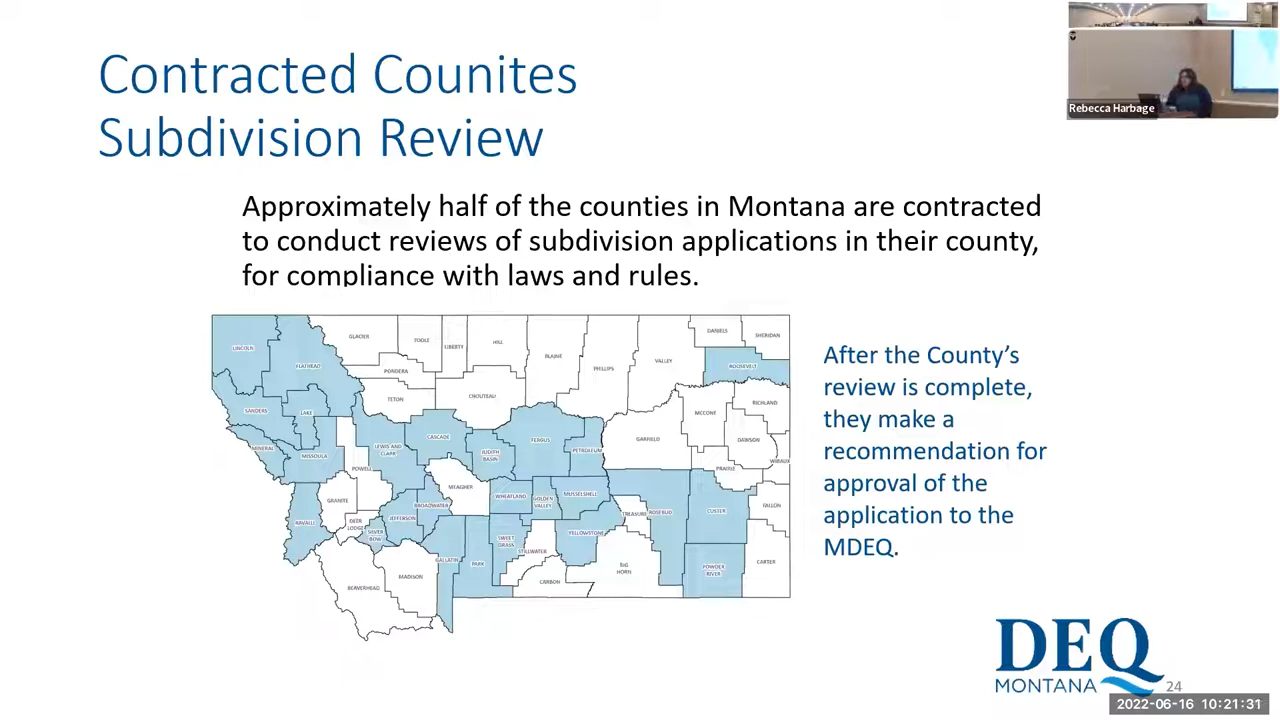 Contracted Counites
Subdivision Review
Rebecca Harbage
Approximately half of the counties in Montana are contracted
to conduct reviews of subdivision applications in their county,
for compliance with laws and rules.
LINCOLN
FLATHEAD
GLACIER
TOOLE
LIBERTY
HILL
BLAINE
PHILLIPS
VALLEY
DANIELS
SHERIDAN
ROOSEVELT
PONDERA
TETON
CHOUTEAU
SANDERS
LAKE
MINERAL
MISSOULA
POWELL
LEWIS AND
CLARK
CASCADE
JUDITH
BASIN
FERGUS
PETROLEUM
GARFIELD
MCCONE
RICHLAND
DAWSON
WIBAUX
PRAIRIE
MEAGHER
GRANITE
RAVALLI
DEER
LODGE
SILVER
BOW
JEFFERSON
BROADWATER
WHEATLAND
GOLDEN
VALLEY
MUSSELSHELL
TREASURE
ROSEBUD
CUSTER
FALLON
GALLATIN
PARK
SWEET
GRASS
STILLWATER
YELLOWSTONE
BIG
HORN
CARBON
POWDER
RIVER
CARTER
BEAVERHEAD
MADISON
After the County's
review is complete,
they make a
recommendation for
approval of the
application to the
MDEQ.
DEQ
MONTANA
24
2022-06-16 10:21:31